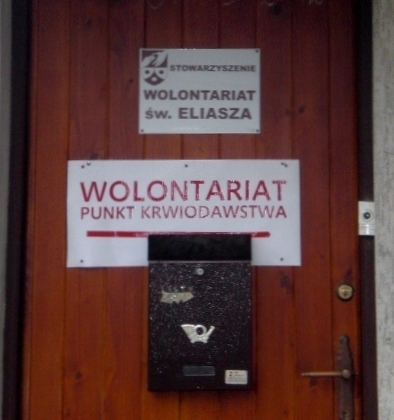 STOWARZYSZENIE
WOLONTARIAT
św. ELIASZA
WOLONTARIAT
PUNKT KRWIODAWSTWA